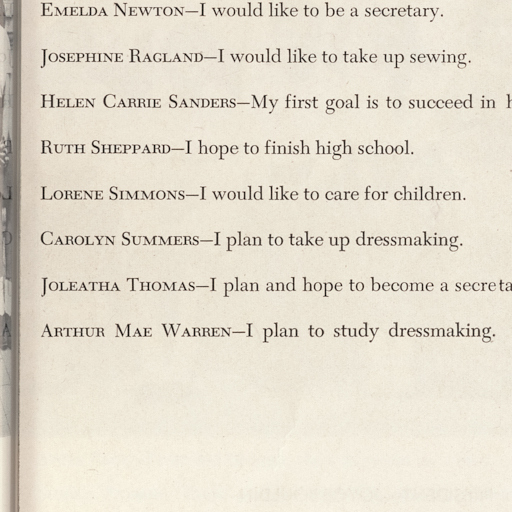 Emelda Newton—I would like to be a secretary.
Josephine Ragland—I would like to take up sewing.
Helen Carrie Sanders—My first goal is to succeed in
Ruth Sheppard—I hope to finish high school.
Lorene Simmons—I would like to care for children.
Carolyn Summers—I plan to take up dressmaking.
Joleatha Thomas—I plan and hope to become a secreta
Arthur Mae Warren—I plan to study dressmaking.